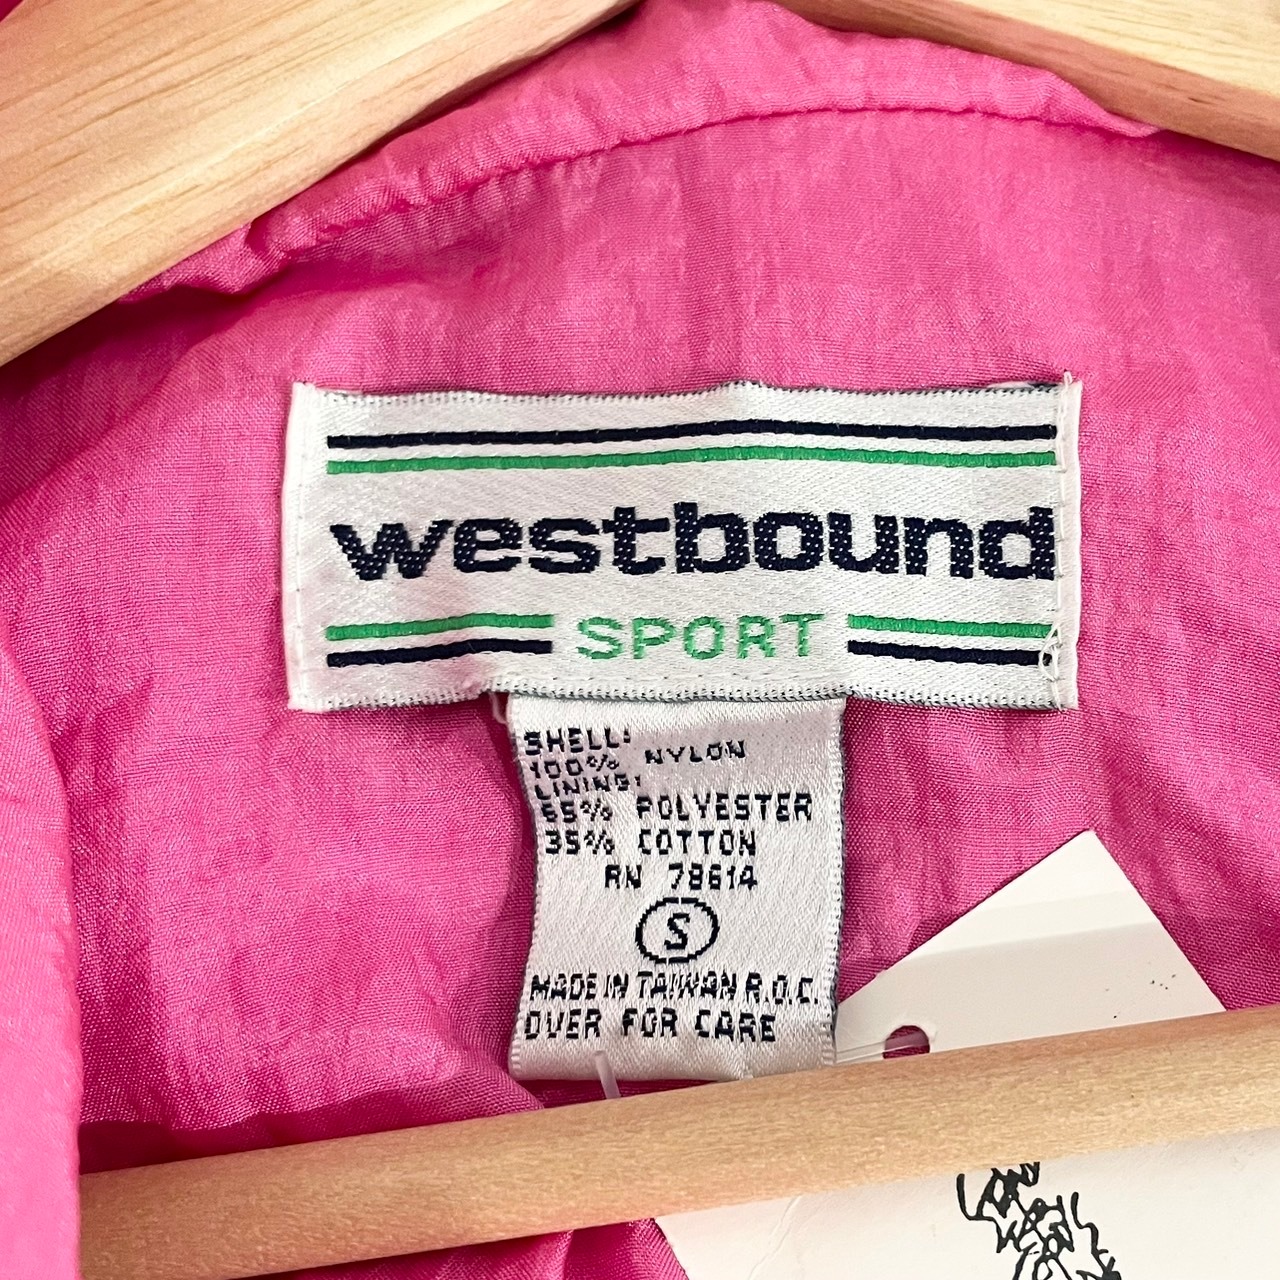 westbound
SPORT
SHELL:
100% NYLON
LINING:
65% POLYESTER
35% COTTON
RN 78614
S
MADE IN TAIWAN R.O.C.
OVER FOR CARE